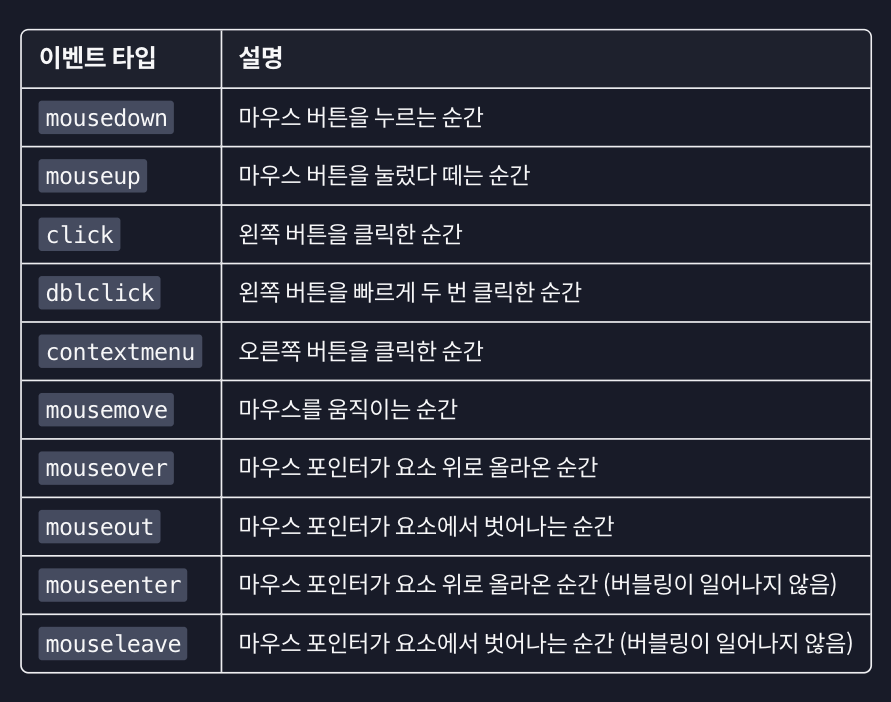 이벤트 타입 설명
mousedown 마우스 버튼을 누르는 순간
mouseup 마우스 버튼을 눌렀다 떼는 순간
click 왼쪽 버튼을 클릭한 순간
dblclick 왼쪽 버튼을 빠르게 두 번 클릭한 순간
contextmenu 오른쪽 버튼을 클릭한 순간
mousemove 마우스를 움직이는 순간
mouseover 마우스 포인터가 요소 위로 올라온 순간
mouseout 마우스 포인터가 요소에서 벗어나는 순간
mouseenter 마우스 포인터가 요소 위로 올라온 순간 (버블링이 일어나지 않음)
mouseleave 마우스 포인터가 요소에서 벗어나는 순간 (버블링이 일어나지 않음)